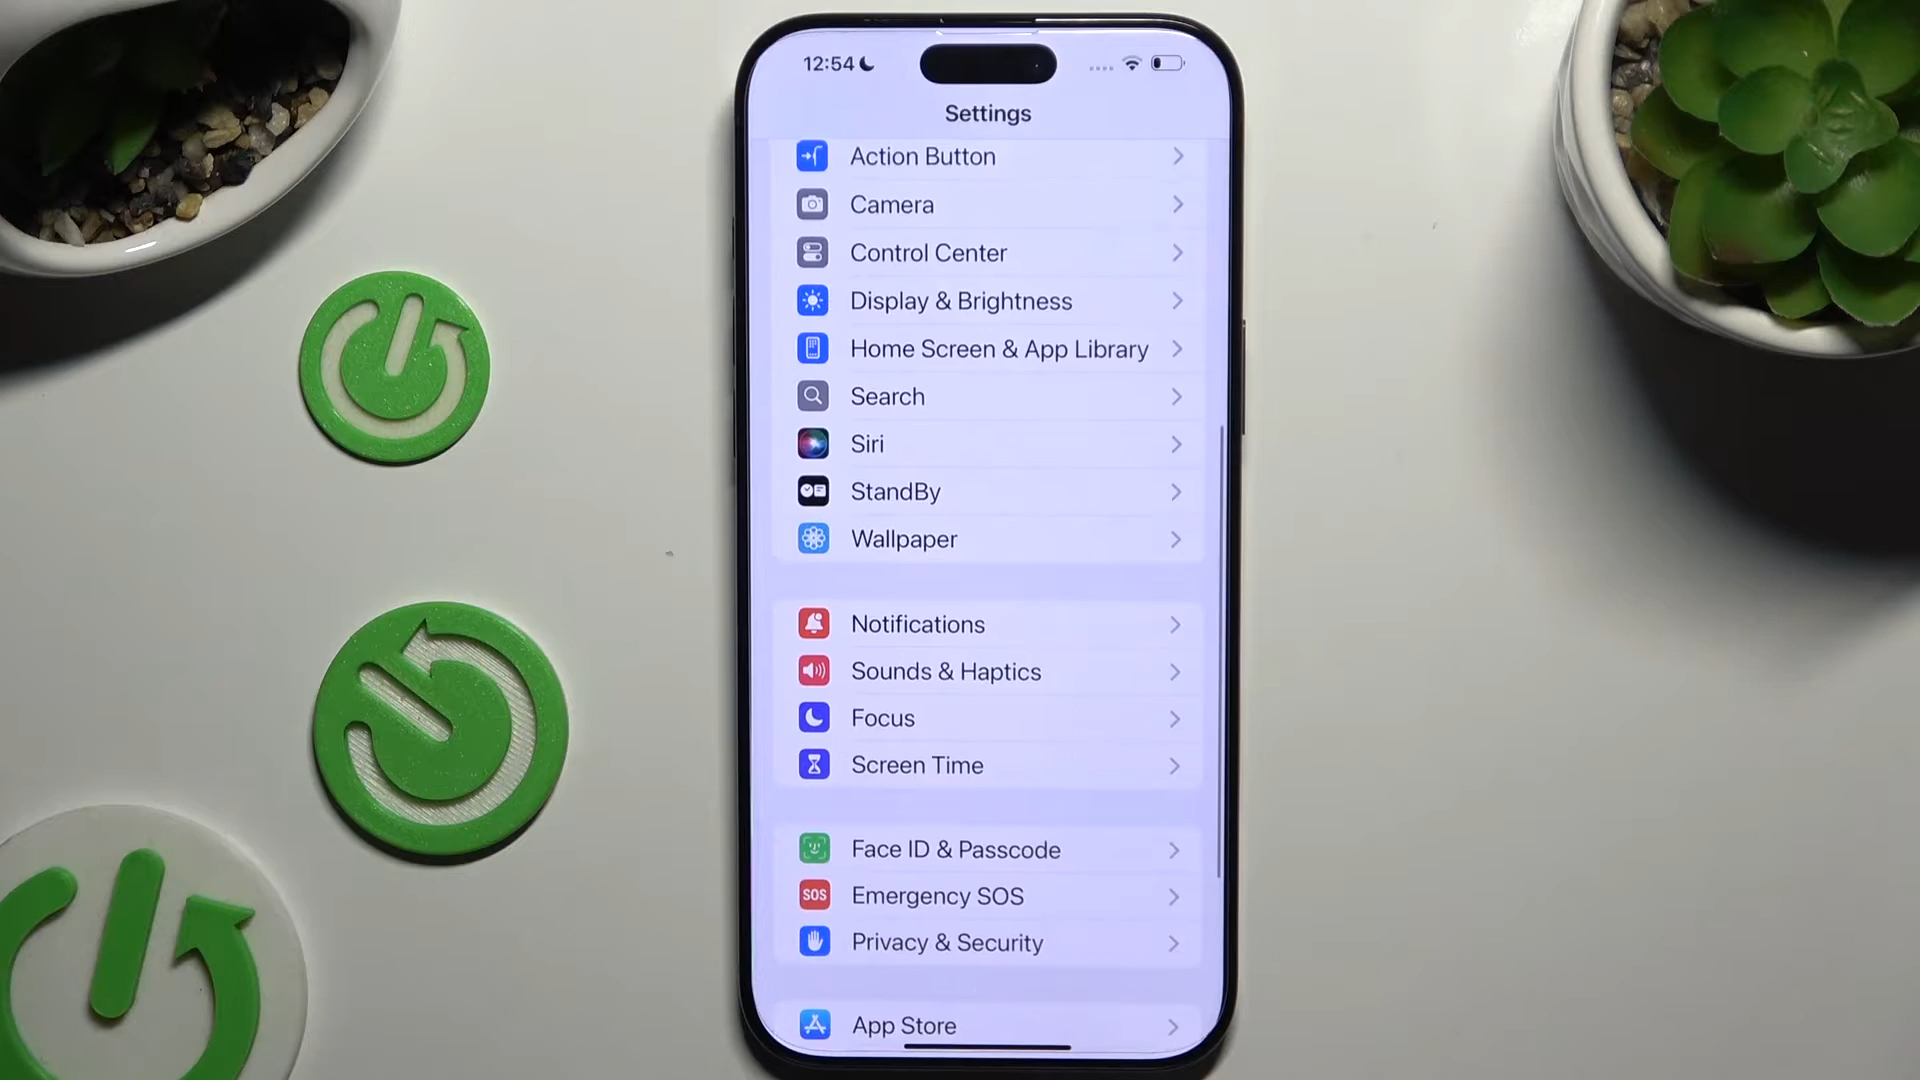 12:54
Settings
Action Button
Camera
Control Center
Display & Brightness
Home Screen & App Library
Search
Siri
StandBy
Wallpaper
Notifications
Sounds & Haptics
Focus
Screen Time
Face ID & Passcode
SOS Emergency SOS
Privacy & Security
App Store